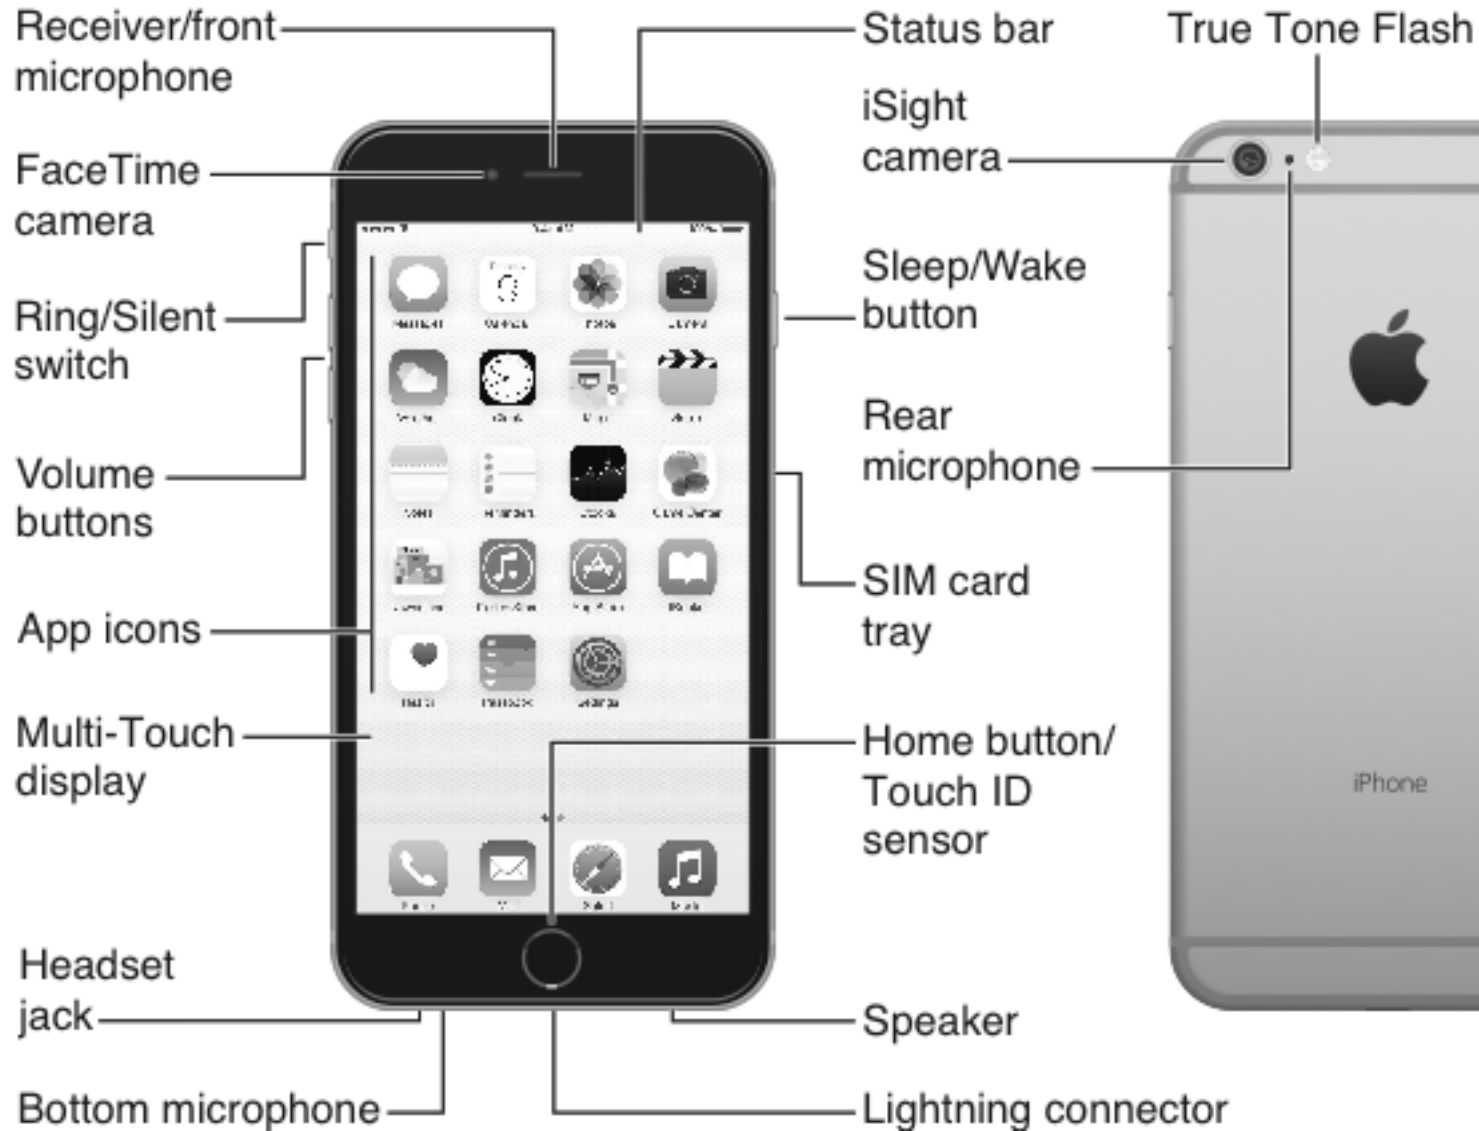 Receiver/front
microphone
FaceTime
camera
Ring/Silent
switch
Volume
buttons
App icons
Multi-Touch
display
Headset
jack
Bottom microphone
Status bar
iSight
camera
Sleep/Wake
button
Rear
microphone
SIM card
tray
Home button/
Touch ID
sensor
Speaker
Lightning connector
True Tone Flash
iPhone